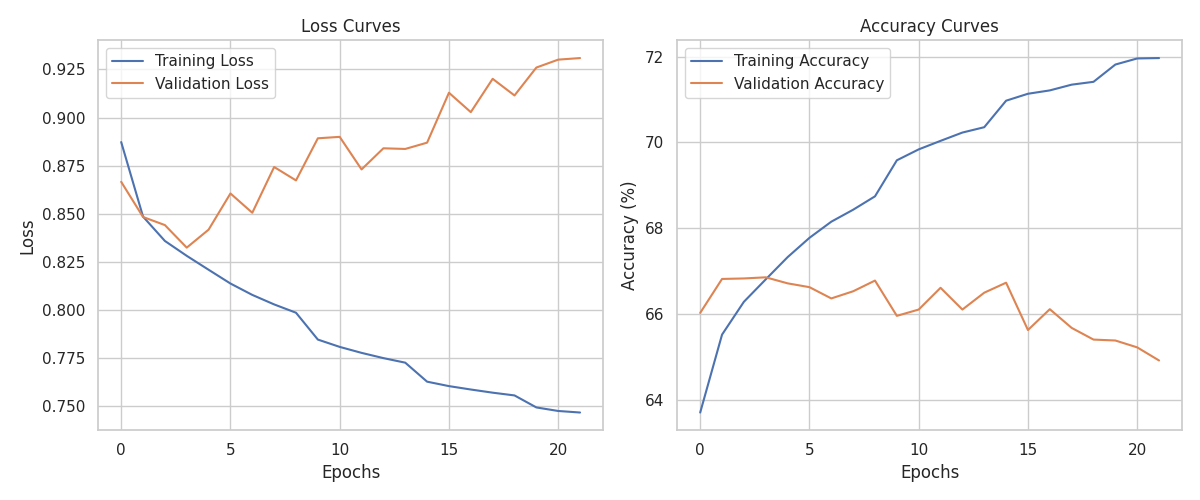 Loss Curves
Training Loss
Validation Loss
0.925
0.900
0.875
0.850
0.825
0.800
0.775
0.750
Loss
0 5 10 15 20
Epochs
Accuracy Curves
Training Accuracy
Validation Accuracy
72
70
68
66
64
Accuracy (%)
0 5 10 15 20
Epochs